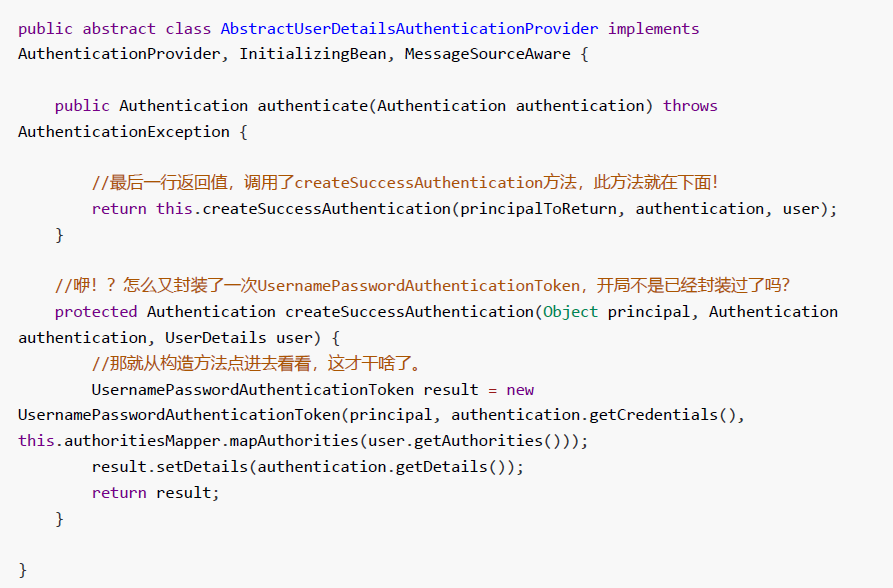 public abstract class AbstractUserDetailsAuthenticationProvider implements
AuthenticationProvider, InitializingBean, MessageSourceAware {
    public Authentication authenticate(Authentication authentication) throws
AuthenticationException {
        //最后一行返回值，调用了createSuccessAuthentication方法，此方法就在下面！
        return this.createSuccessAuthentication(principalToReturn, authentication, user);
    }
    //咿！？怎么又封装了一次UsernamePasswordAuthenticationToken，开局不是已经封装过了吗？
    protected Authentication createSuccessAuthentication(Object principal, Authentication
authentication, UserDetails user) {
        //那就从构造方法点进去看看，这才干啥了。
        UsernamePasswordAuthenticationToken result = new
UsernamePasswordAuthenticationToken(principal, authentication.getCredentials(),
this.authoritiesMapper.mapAuthorities(user.getAuthorities()));
        result.setDetails(authentication.getDetails());
        return result;
    }
}